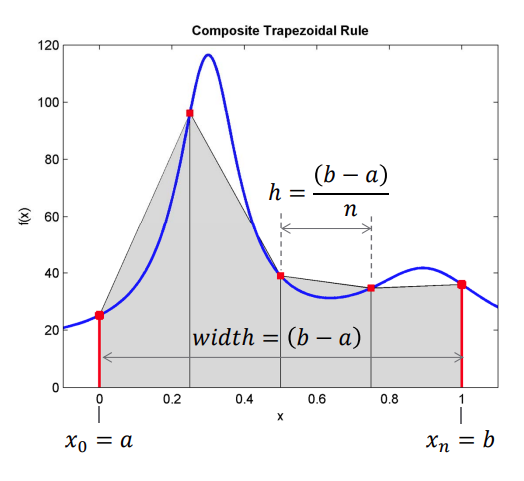 Composite Trapezoidal Rule
120
100
80
60
40
20
0
f(x)
h = (b − a) / n
width = (b − a)
0 0.2 0.4 0.6 0.8 1
x
x₀ = a xₙ = b